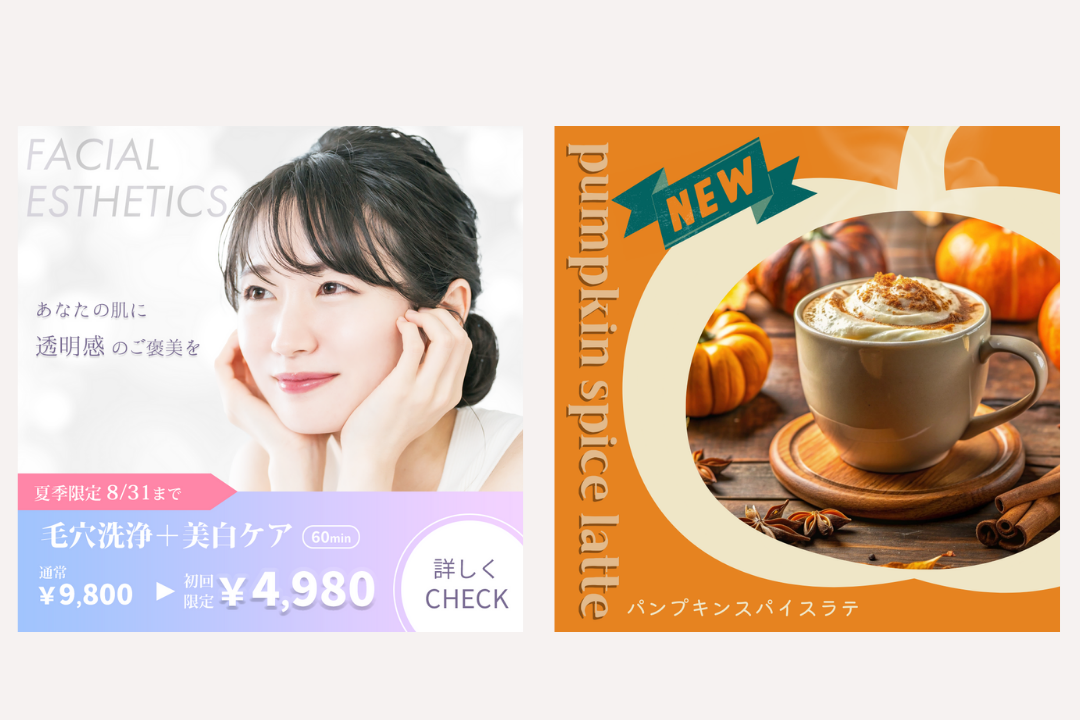 FACIAL
ESTHETICS
あなたの肌に
透明感 のご褒美を
夏季限定 8/31まで
毛穴洗浄＋美白ケア 60min
通常
¥9,800
▶
初回
限定
¥4,980
詳しく
CHECK
NEW
pumpkin spice latte
パンプキンスパイスラテ